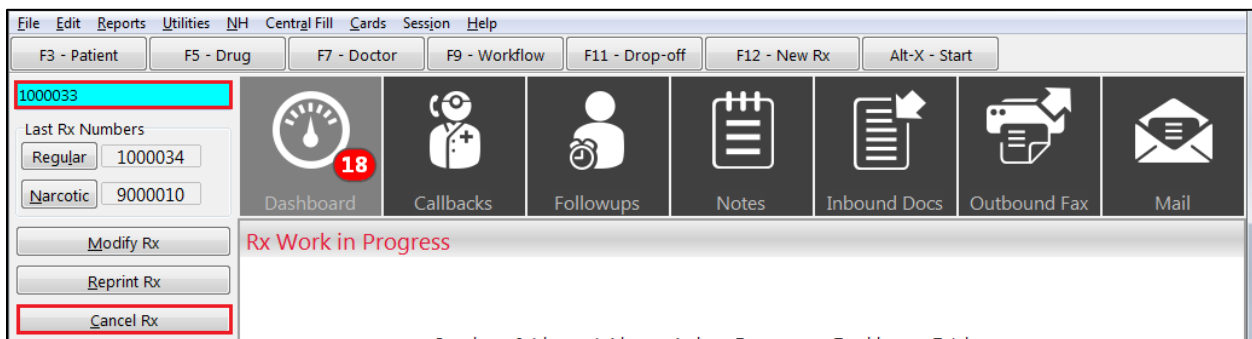 File Edit Reports Utilities NH Central Fill Cards Session Help
F3 - Patient F5 - Drug F7 - Doctor F9 - Workflow F11 - Drop-off F12 - New Rx Alt-X - Start
1000033
Last Rx Numbers
Regular 1000034
Narcotic 9000010
18
Dashboard Callbacks Followups Notes Inbound Docs Outbound Fax Mail
Modify Rx
Reprint Rx
Cancel Rx
Rx Work in Progress